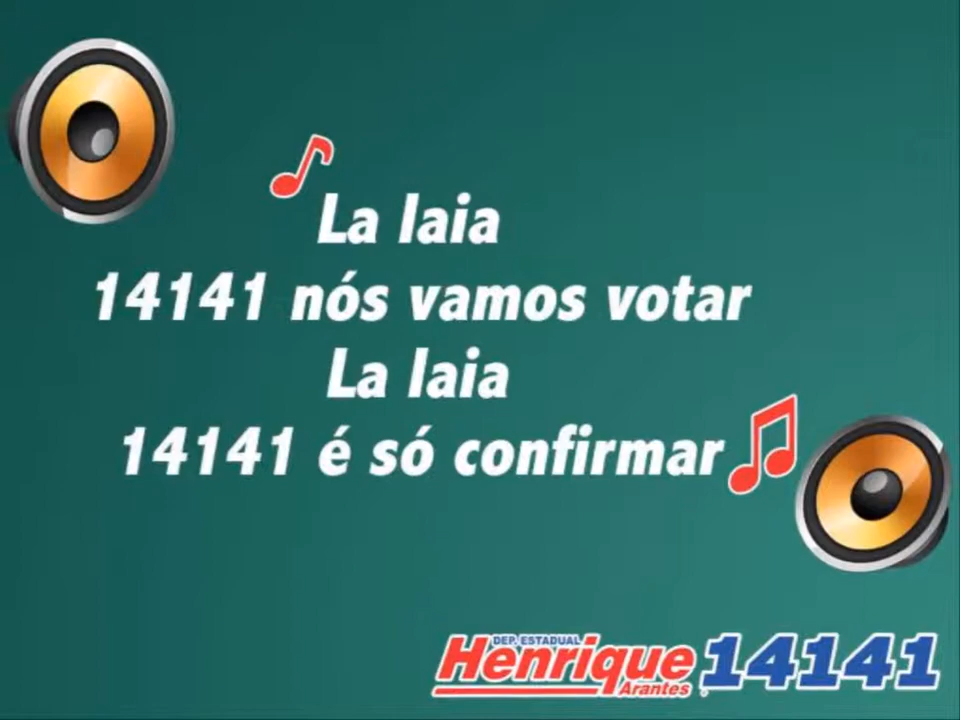 La laia
14141 nós vamos votar
La laia
14141 é só confirmar
DEP. ESTADUAL
Henrique 14141
Arantes